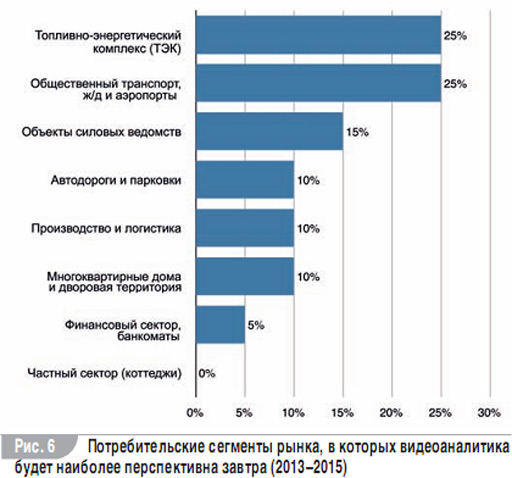 Топливно-энергетический
комплекс (ТЭК)
25%
Общественный транспорт,
ж/д и аэропорты
25%
Объекты силовых ведомств
15%
Автодороги и парковки
10%
Производство и логистика
10%
Многоквартирные дома
и дворовая территория
10%
Финансовый сектор,
банкоматы
5%
Частный сектор (коттеджи)
0%
0% 5% 10% 15% 20% 25% 30%
Рис. 6 Потребительские сегменты рынка, в которых видеоаналитика
будет наиболее перспективна завтра (2013–2015)